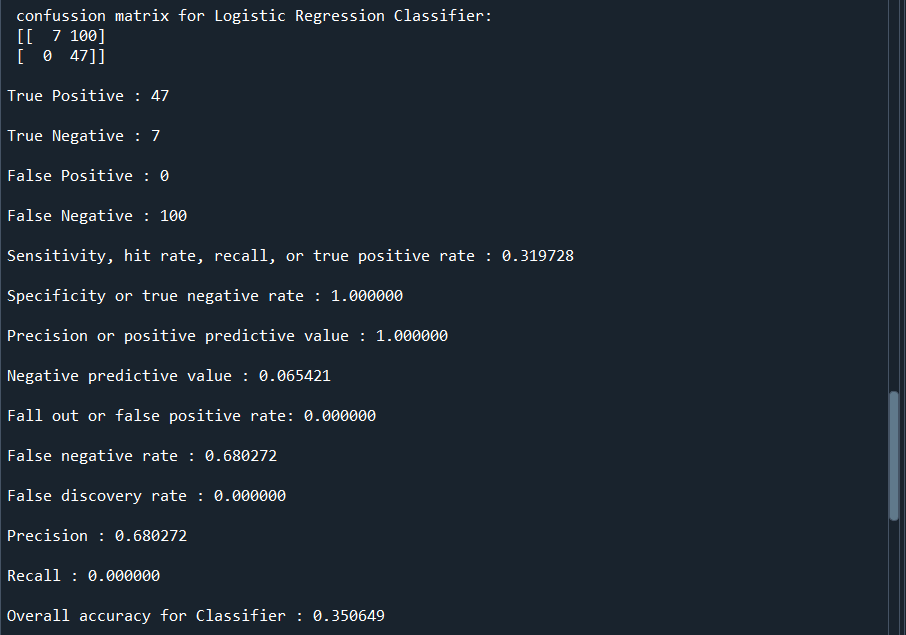 confussion matrix for Logistic Regression Classifier:
[[  7 100]
[  0  47]]
True Positive : 47
True Negative : 7
False Positive : 0
False Negative : 100
Sensitivity, hit rate, recall, or true positive rate : 0.319728
Specificity or true negative rate : 1.000000
Precision or positive predictive value : 1.000000
Negative predictive value : 0.065421
Fall out or false positive rate: 0.000000
False negative rate : 0.680272
False discovery rate : 0.000000
Precision : 0.680272
Recall : 0.000000
Overall accuracy for Classifier : 0.350649